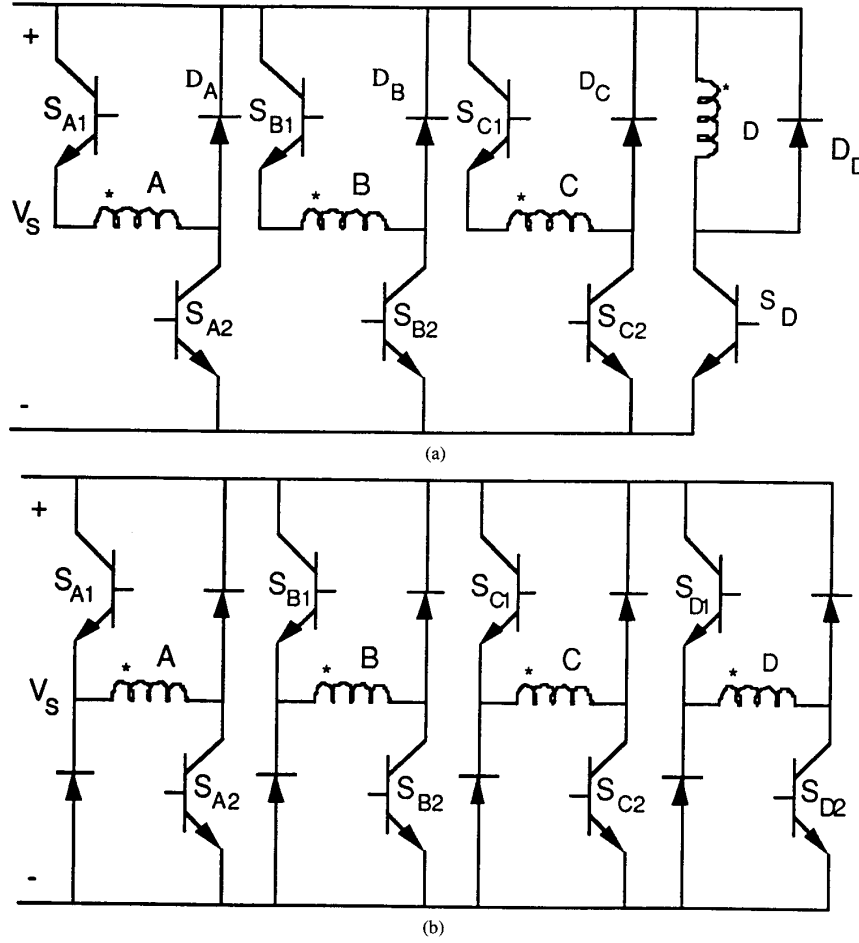 +
D_A
D_B
D_C
S_A1
S_B1
S_C1
*
D
D_D
A
B
C
*
*
*
V_S
S_A2
S_B2
S_C2
S_D
-
(a)
+
S_A1
S_B1
S_C1
S_D1
A
B
C
D
*
*
*
*
V_S
S_A2
S_B2
S_C2
S_D2
-
(b)